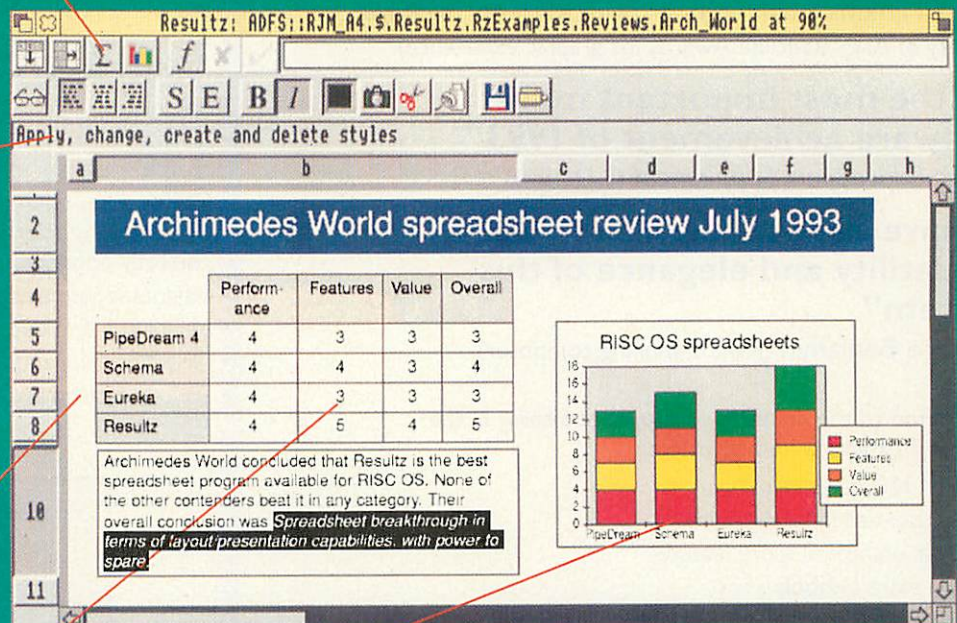 Resultz: ADFS::RJM_A4.$.Resultz.RzExamples.Reviews.Arch_World at 90%
Σ f
S E B I
Apply, change, create and delete styles
a b c d e f g h
2 Archimedes World spreadsheet review July 1993
3
4 Perform-ance Features Value Overall
5 PipeDream 4 4 3 3 3
6 Schema 4 4 3 4
7 Eureka 4 3 3 3
8 Resultz 4 5 4 5
RISC OS spreadsheets
16
14
12
10
8
6
4
2
0
PipeDream Schema Eureka Resultz
Performance
Features
Value
Overall
10
Archimedes World concluded that Resultz is the best
spreadsheet program available for RISC OS. None of
the other contenders beat it in any category. Their
overall conclusion was Spreadsheet breakthrough in
terms of layout/presentation capabilities, with power to
spare.
11